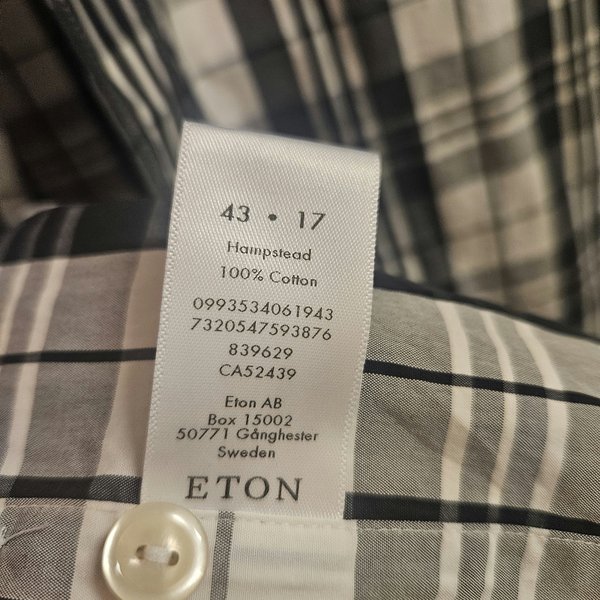 43 • 17
Hampstead
100% Cotton
0993534061943
7320547593876
839629
CA52439
Eton AB
Box 15002
50771 Gånghester
Sweden
ETON